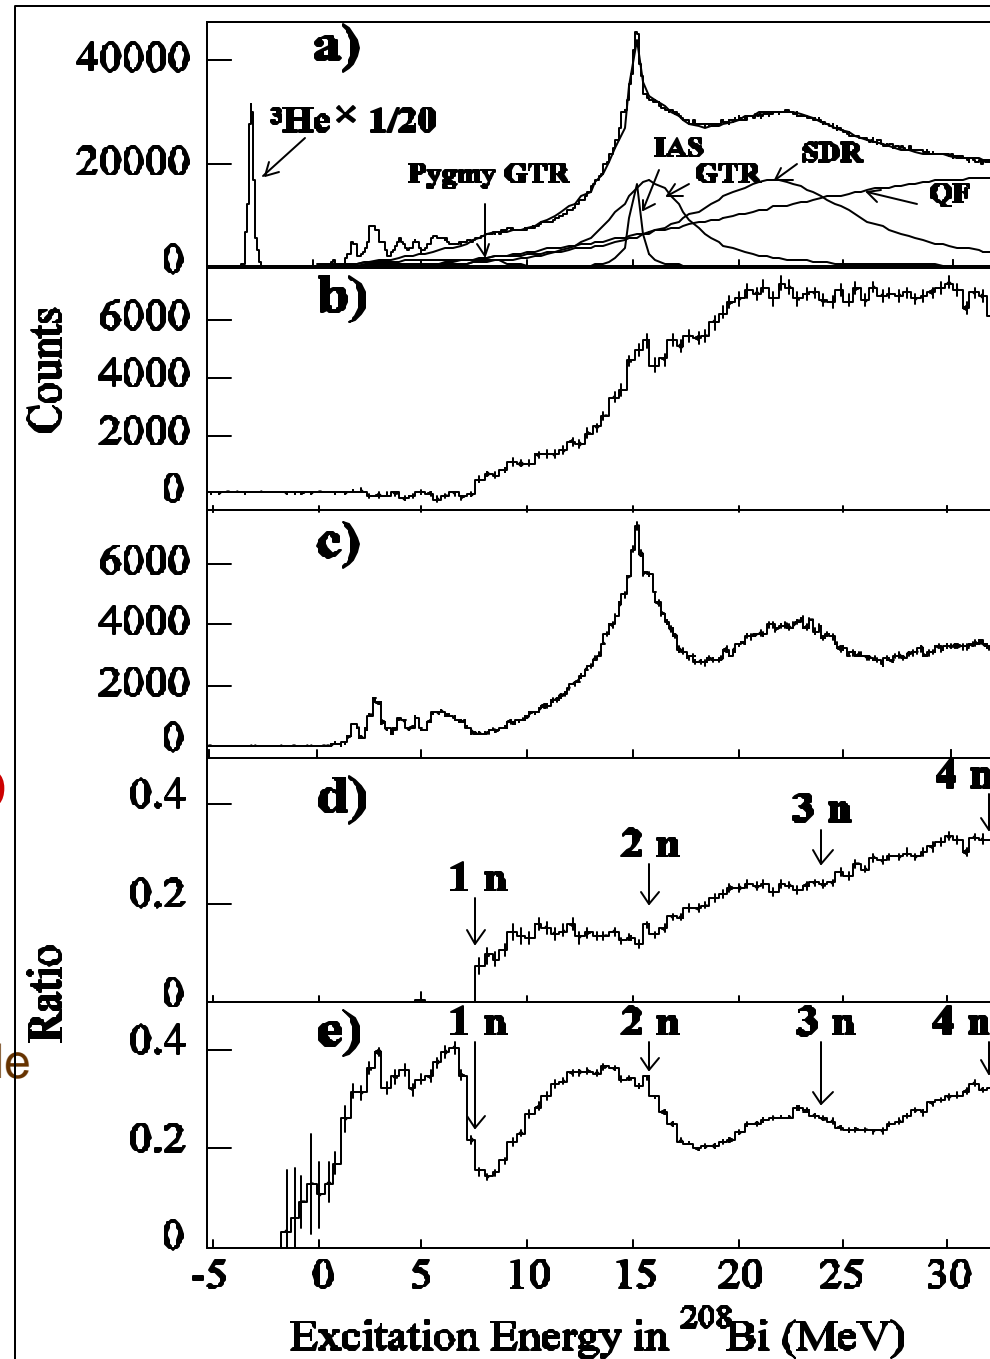 a)
40000
³He × 1/20
20000
IAS
SDR
Pygmy GTR
GTR
QF
0
b)
6000
4000
2000
0
Counts
c)
6000
4000
2000
0
d)
4 n
0.4
3 n
2 n
1 n
0.2
0
Ratio
e)
1 n
2 n
3 n
4 n
0.4
le
0.2
0
-5 0 5 10 15 20 25 30
Excitation Energy in ²⁰⁸Bi (MeV)